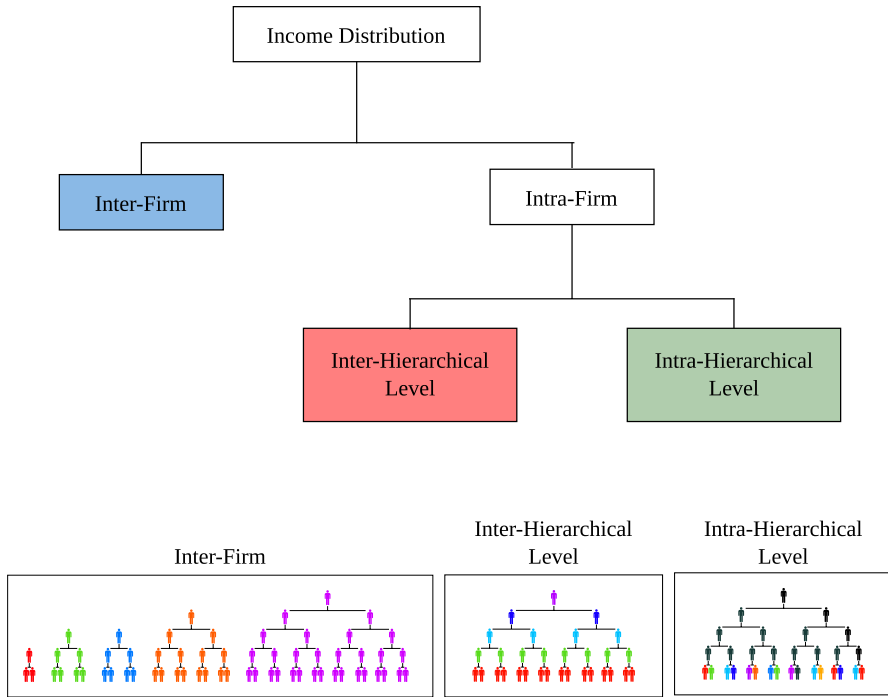 Income Distribution
Inter-Firm
Intra-Firm
Inter-Hierarchical
Level
Intra-Hierarchical
Level
Inter-Firm
Inter-Hierarchical
Level
Intra-Hierarchical
Level